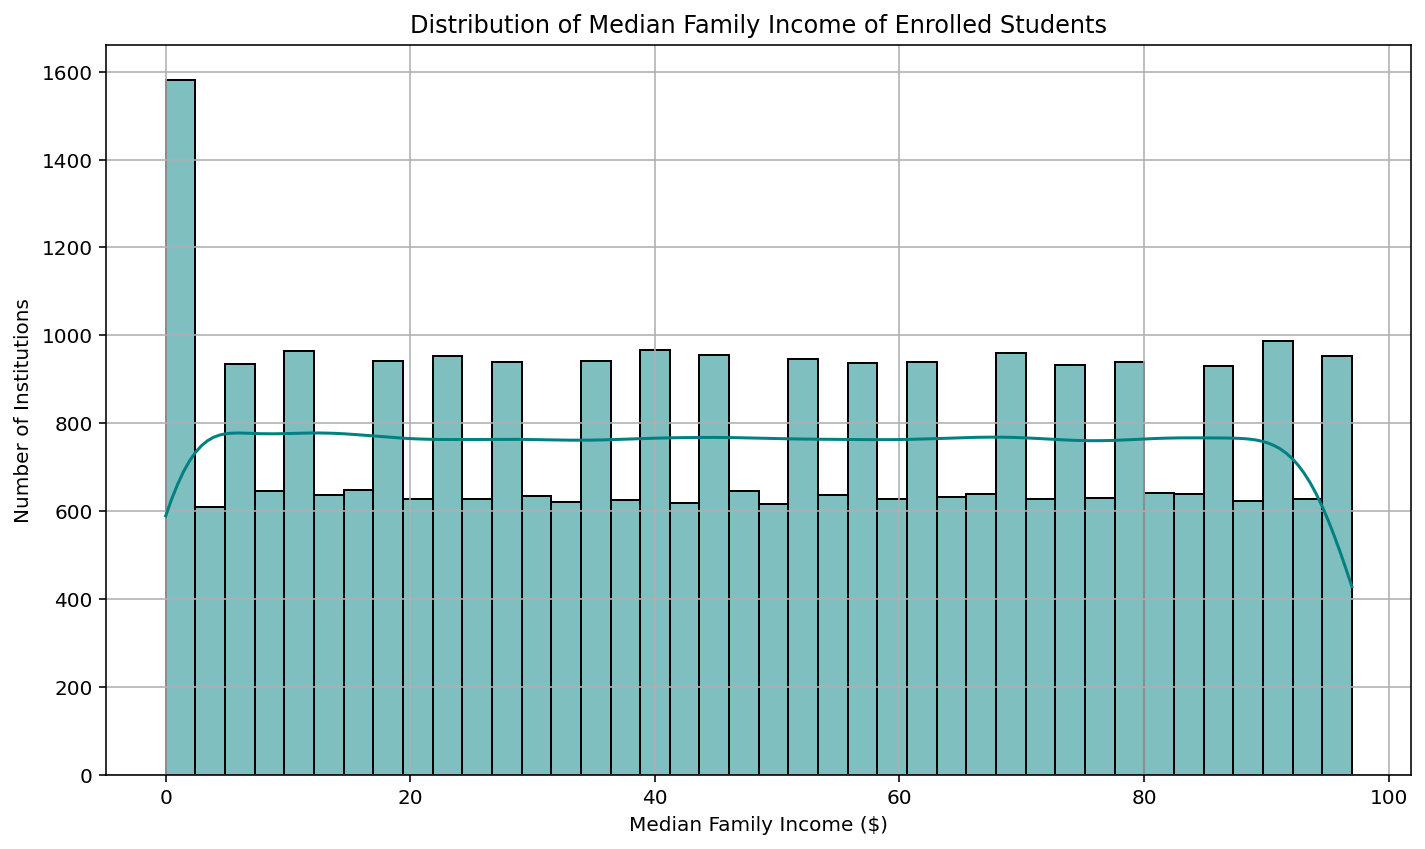 Distribution of Median Family Income of Enrolled Students
1600
1400
1200
1000
800
600
400
200
0
Number of Institutions
0 20 40 60 80 100
Median Family Income ($)